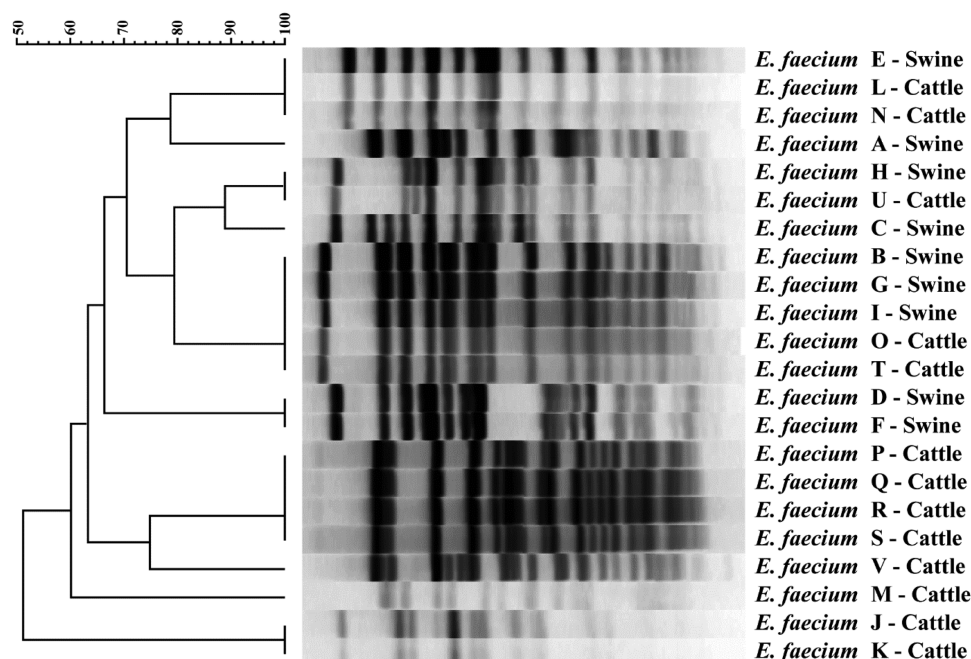 50 60 70 80 90 100
E. faecium E - Swine
E. faecium L - Cattle
E. faecium N - Cattle
E. faecium A - Swine
E. faecium H - Swine
E. faecium U - Cattle
E. faecium C - Swine
E. faecium B - Swine
E. faecium G - Swine
E. faecium I - Swine
E. faecium O - Cattle
E. faecium T - Cattle
E. faecium D - Swine
E. faecium F - Swine
E. faecium P - Cattle
E. faecium Q - Cattle
E. faecium R - Cattle
E. faecium S - Cattle
E. faecium V - Cattle
E. faecium M - Cattle
E. faecium J - Cattle
E. faecium K - Cattle